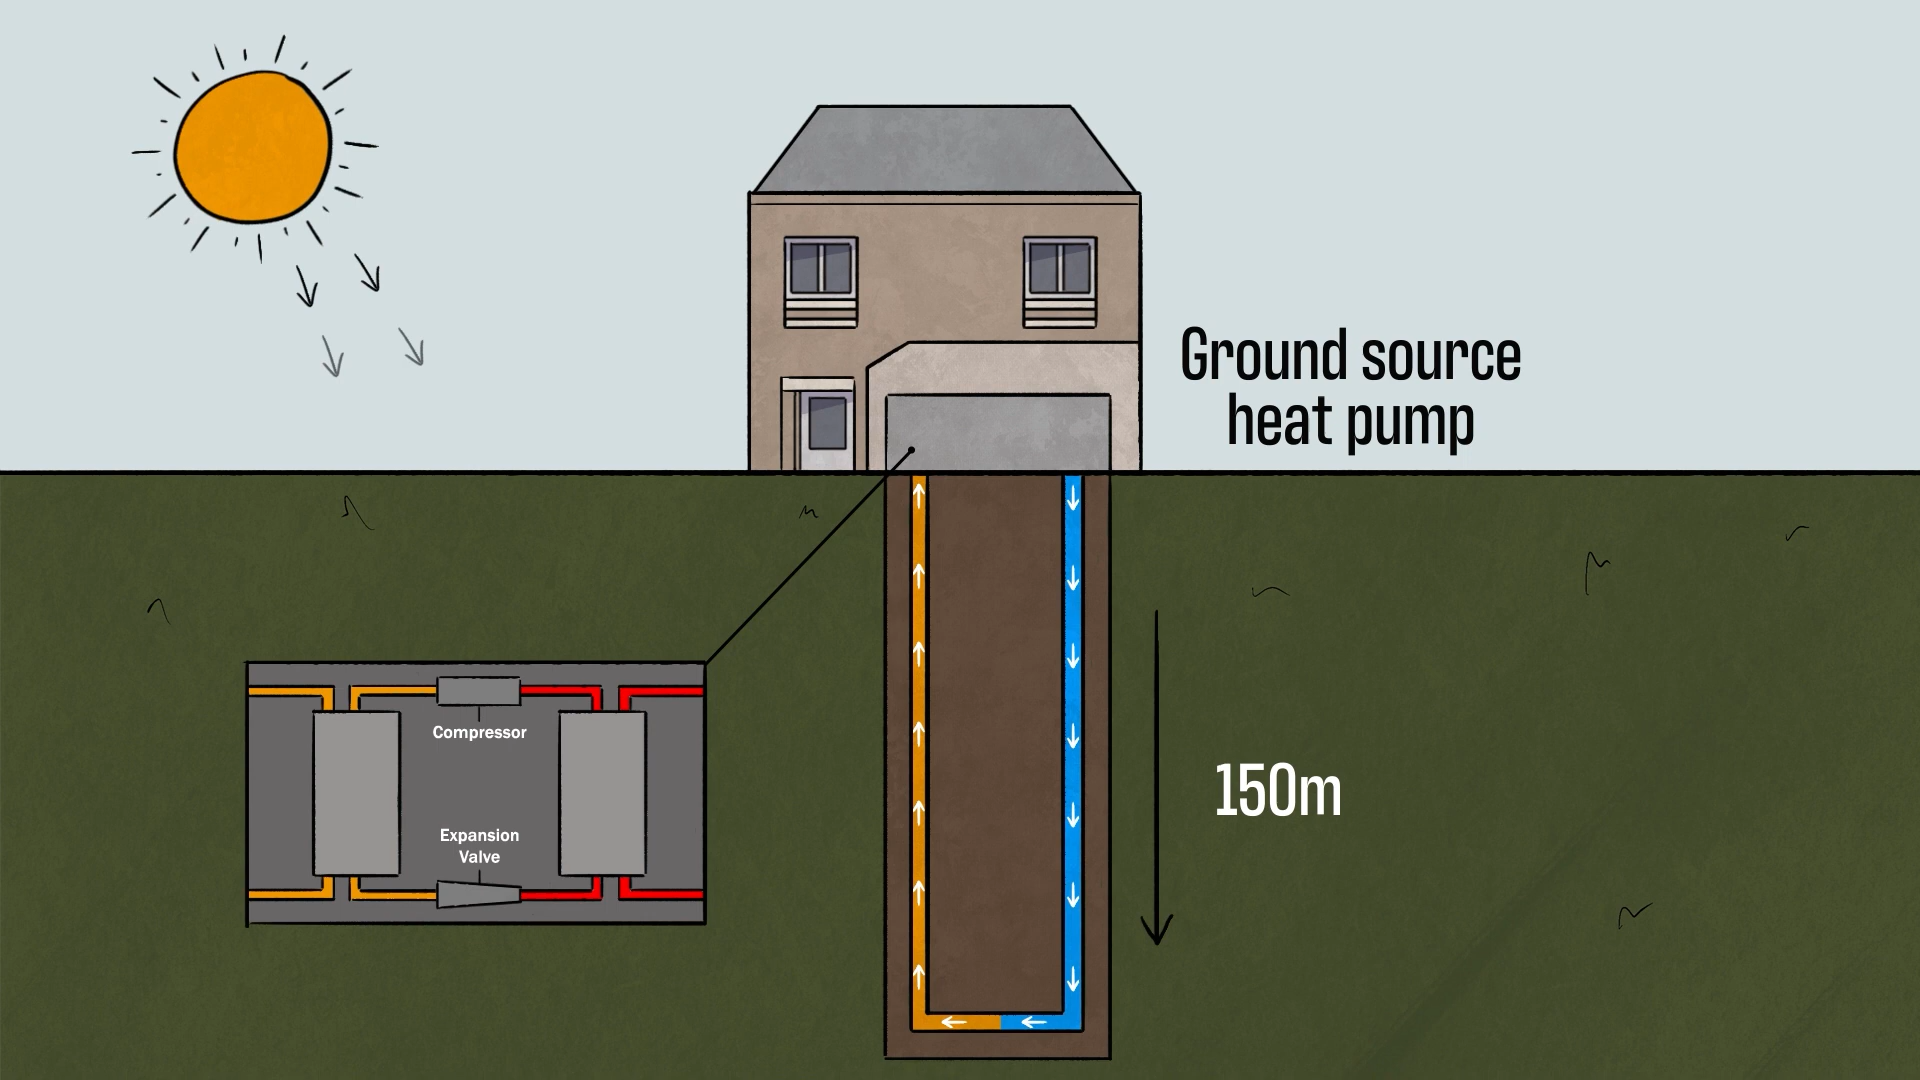 Ground source
heat pump
Compressor
150m
Expansion
Valve